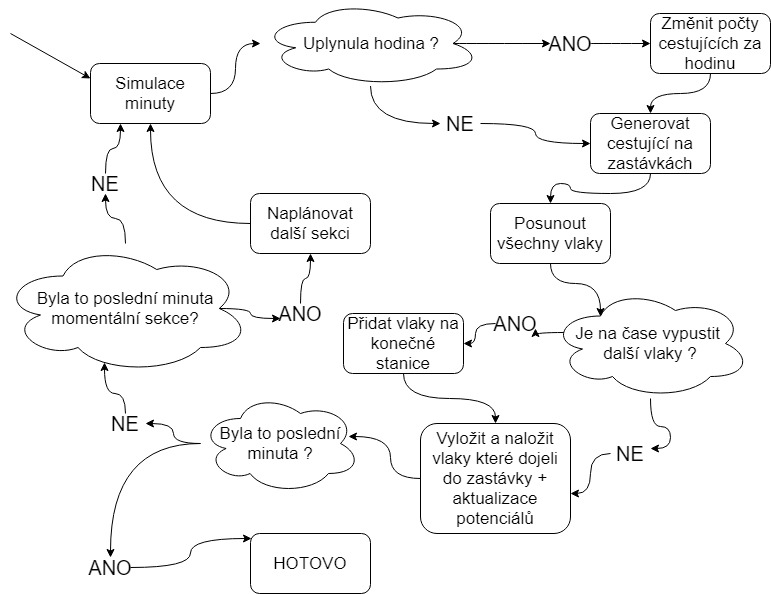 Simulace
minuty
Uplynula hodina ?
ANO
Změnit počty
cestujících za
hodinu
NE
Generovat
cestující na
zastávkách
Posunout
všechny vlaky
Je na čase vypustit
další vlaky ?
ANO
Přidat vlaky na
konečné
stanice
NE
Vyložit a naložit
vlaky které dojeli
do zastávky +
aktualizace
potenciálů
Byla to poslední
minuta ?
ANO
HOTOVO
NE
Byla to poslední minuta
momentální sekce?
ANO
Naplánovat
další sekci
NE